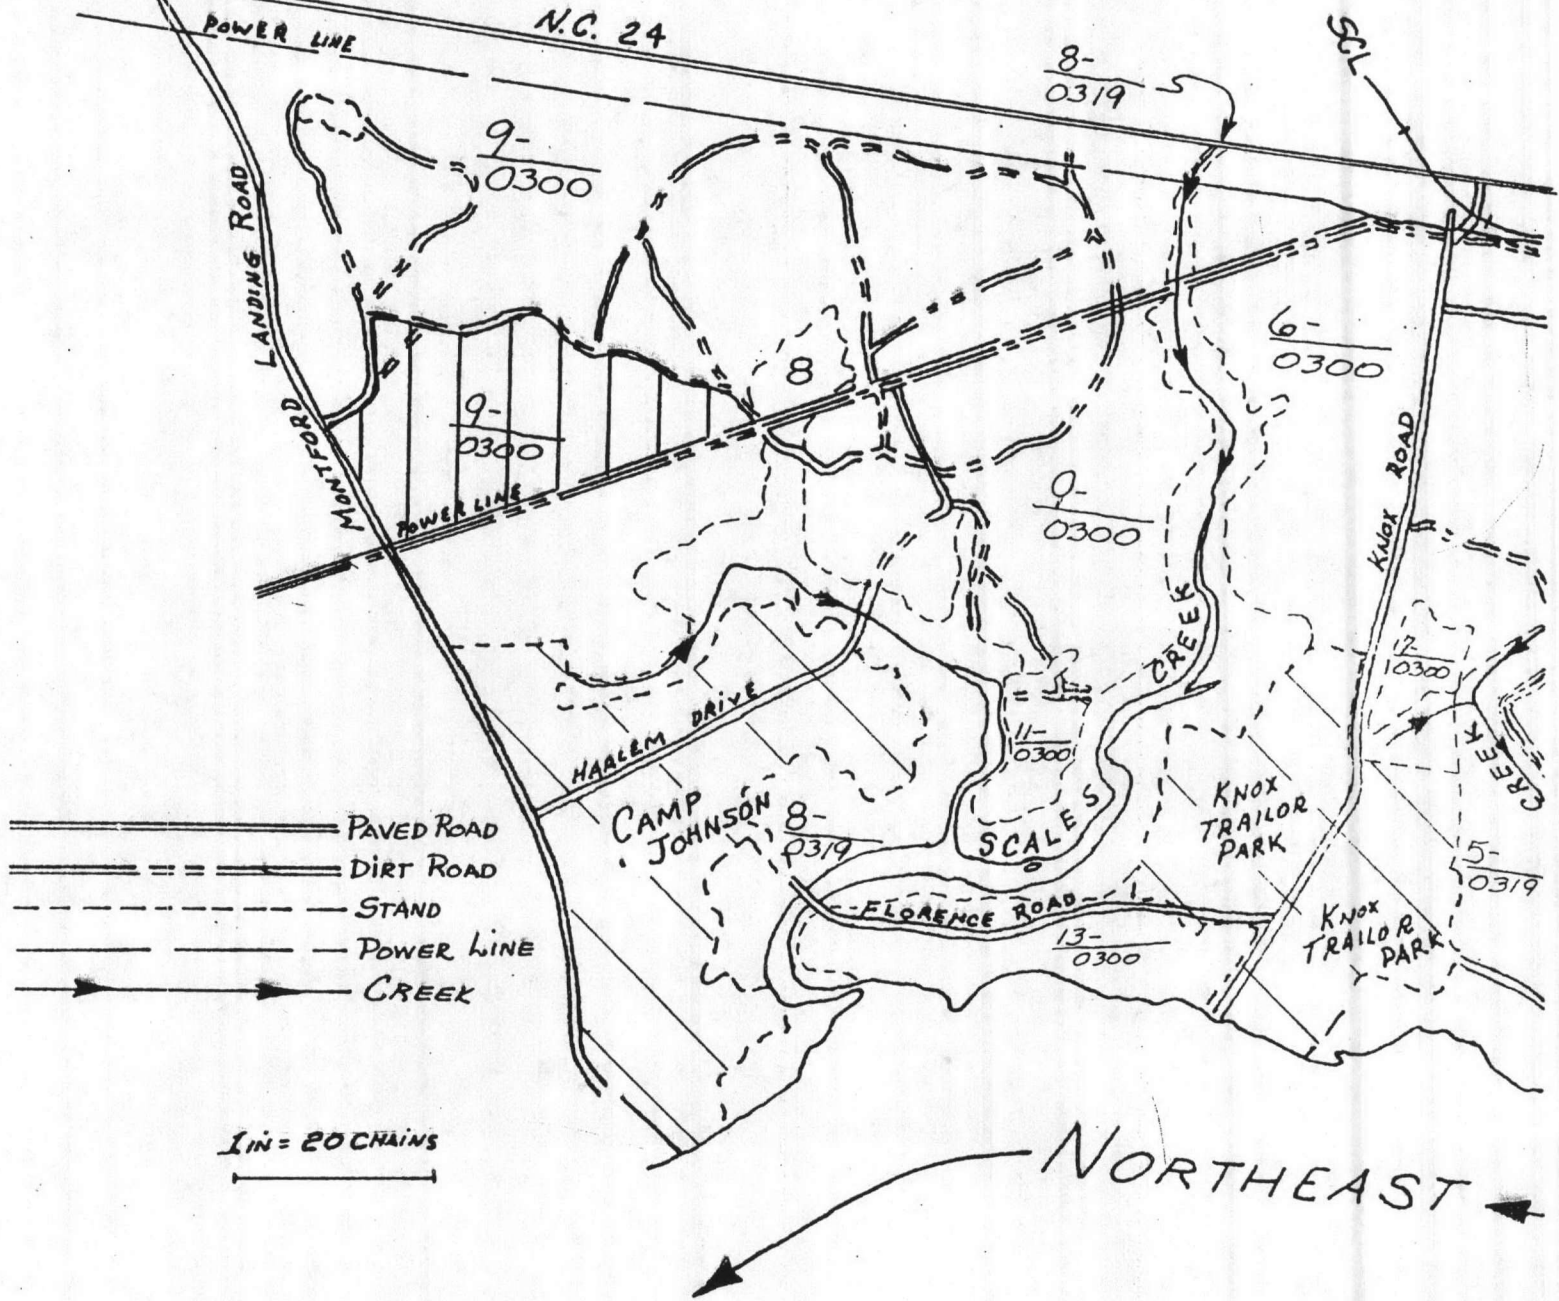 N.C. 24
POWER LINE
SCL
8-
0319
9-
0300
LANDING ROAD
MONTFORD
8
6-
0300
9-
0300
POWER LINE
0-
0300
KNOX ROAD
CREEK
7-
0300
HAALEM DRIVE
11-
0300
CREEK
CAMP
JOHNSON
8-
0319
SCALES
KNOX
TRAILOR
PARK
5-
0319
FLORENCE ROAD
13-
0300
KNOX
TRAILOR
PARK
PAVED ROAD
DIRT ROAD
STAND
POWER LINE
CREEK
1 IN = 20 CHAINS
NORTHEAST